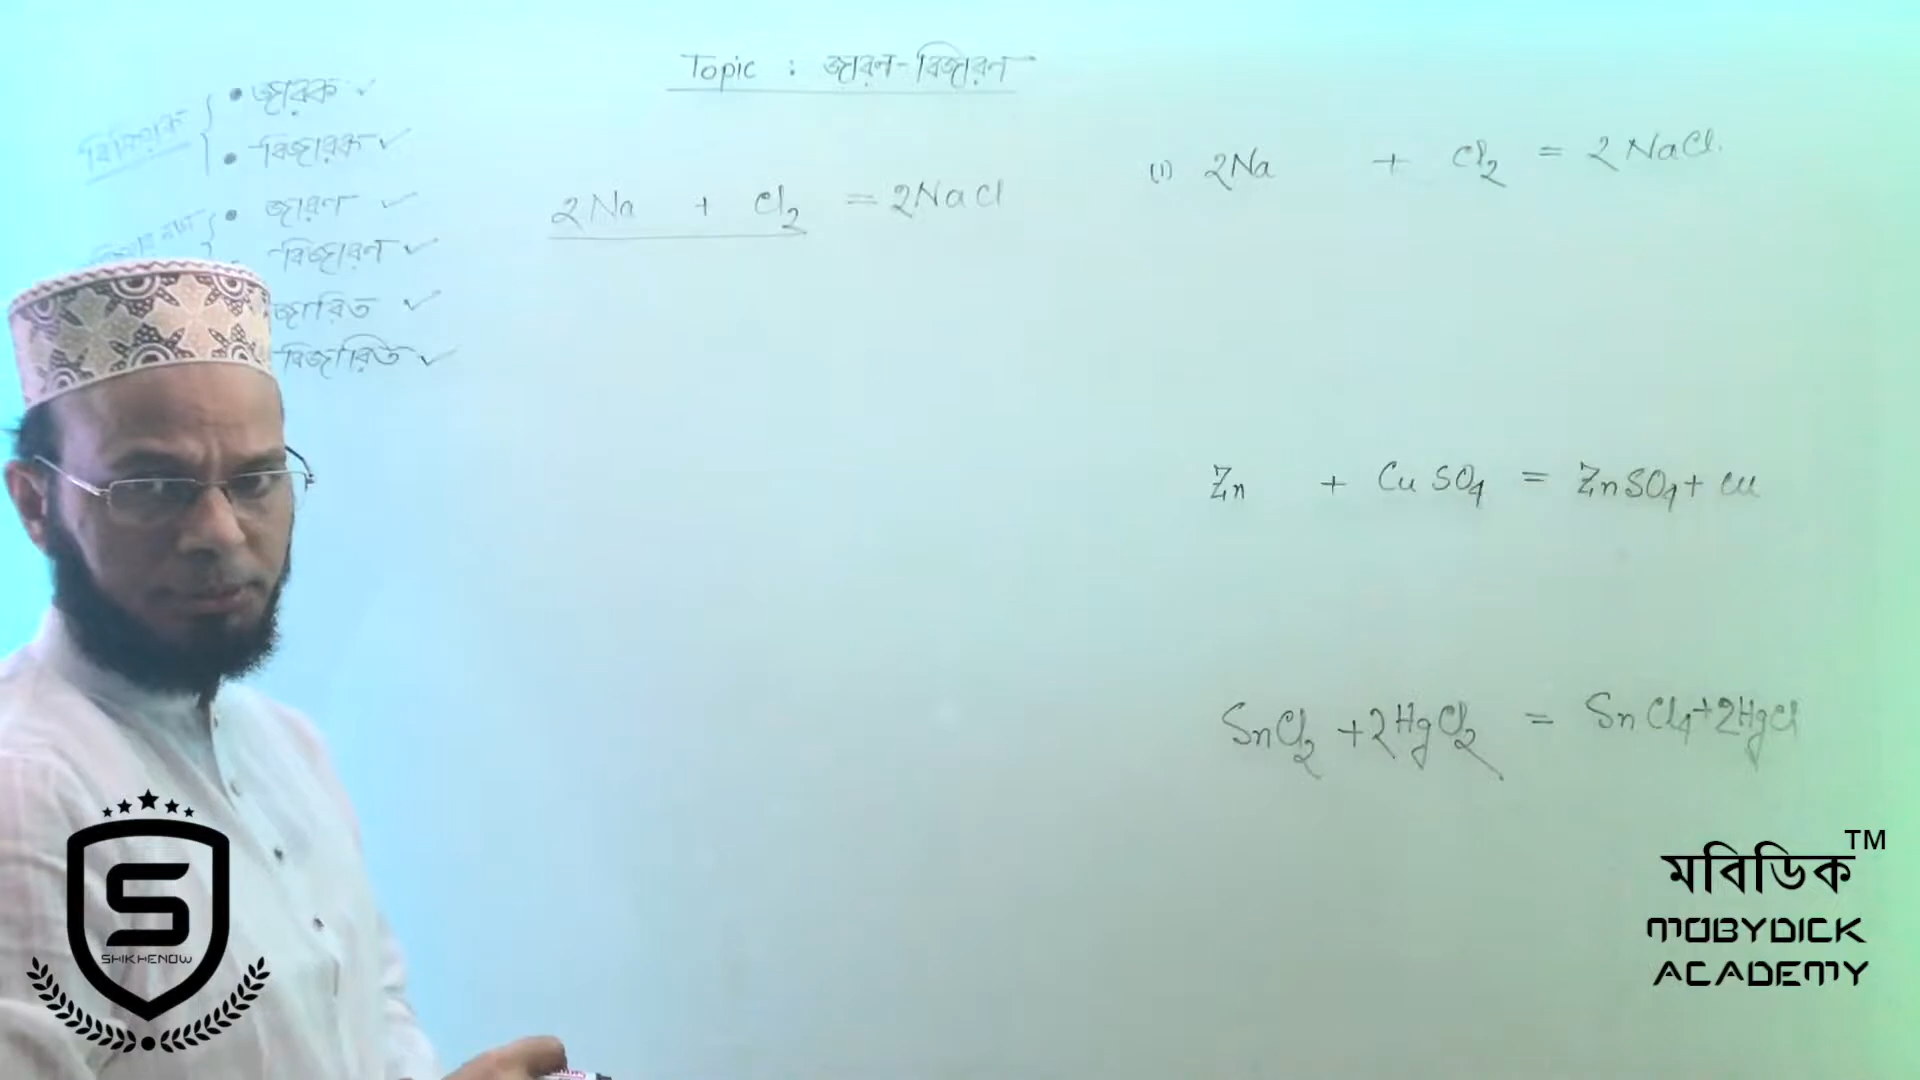 Topic : জারণ-বিজারণ
বিক্রিয়ক
• জারক ✓
• বিজারক ✓
• জারণ ✓
বিজারণ ✓
জারিত ✓
বিজারিত ✓
2Na + Cl₂ = 2NaCl
(i) 2Na + Cl₂ = 2NaCl.
Zn + CuSO₄ = ZnSO₄ + Cu
SnCl₂ + 2HgCl₂ = SnCl₄ + 2HgCl
S
SHIKHENOW
মবিডিক™
MOBYDICK
ACADEMY